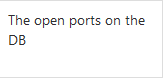 The open ports on the
DB